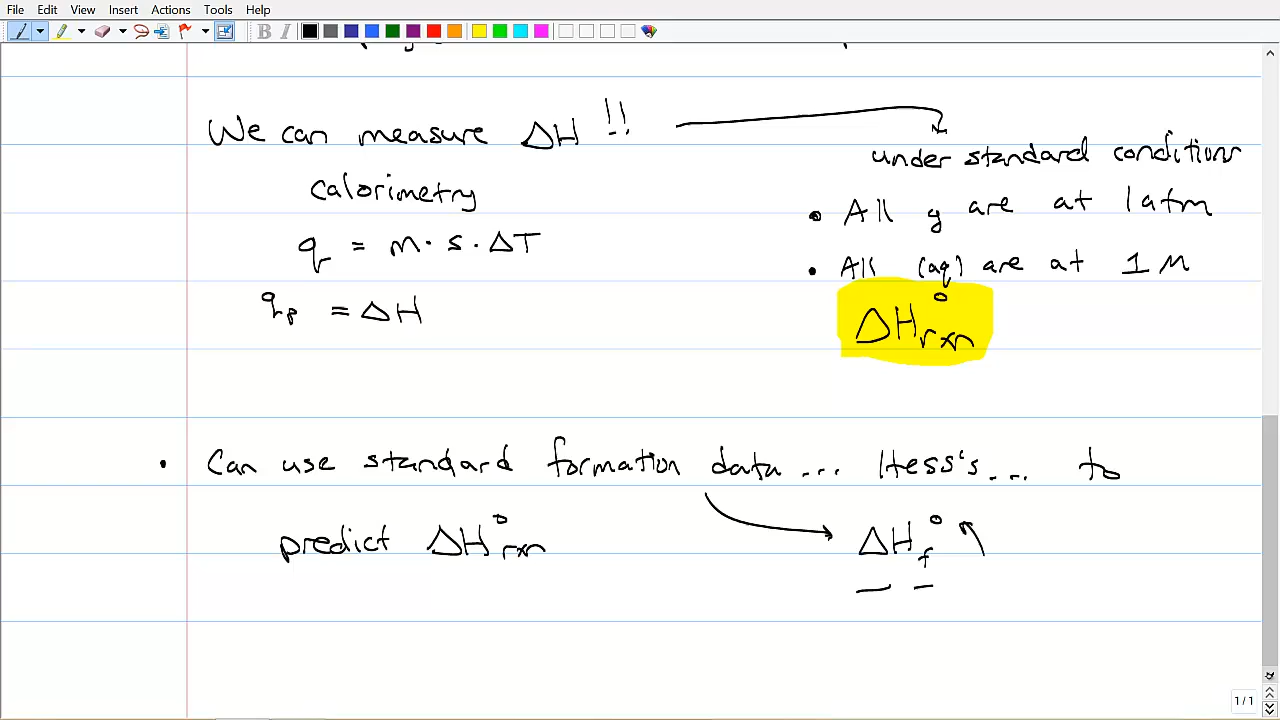 File Edit View Insert Actions Tools Help
B I
We can measure ΔH !!
calorimetry
q = m · s · ΔT
qp = ΔH
under standard conditions
• All g are at 1 atm
• All (aq) are at 1 M
ΔH°rxn
• Can use standard formation data ... Hess's ... to
predict ΔH°rxn
ΔHf°
1/1